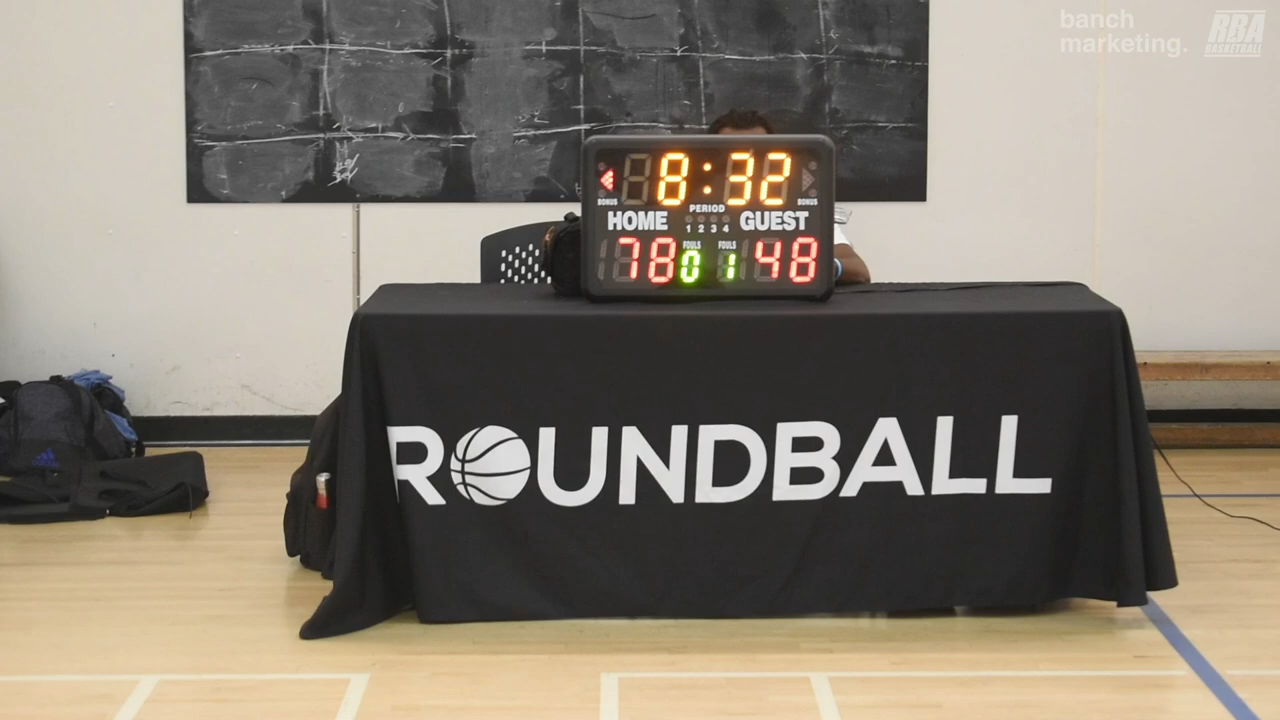 banch
marketing.
RBA
BASKETBALL
8:32
BONUS PERIOD BONUS
HOME 1 2 3 4 GUEST
FOULS FOULS
78 0 1 48
ROUNDBALL